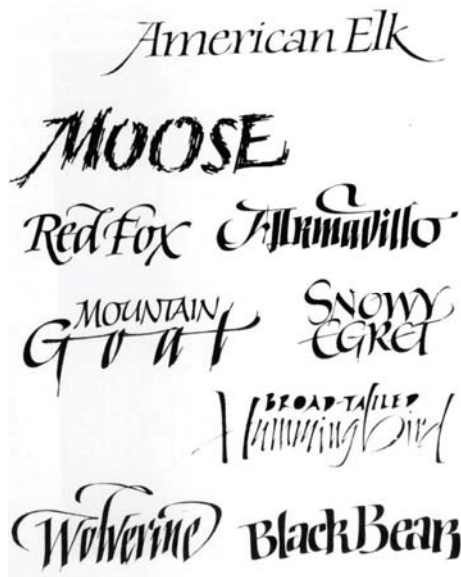 American Elk
MOOSE
Red Fox
Armadillo
MOUNTAIN
Goat
SNOWY
EGRET
BROAD-TAILED
Hummingbird
Wolverine
Black Bear